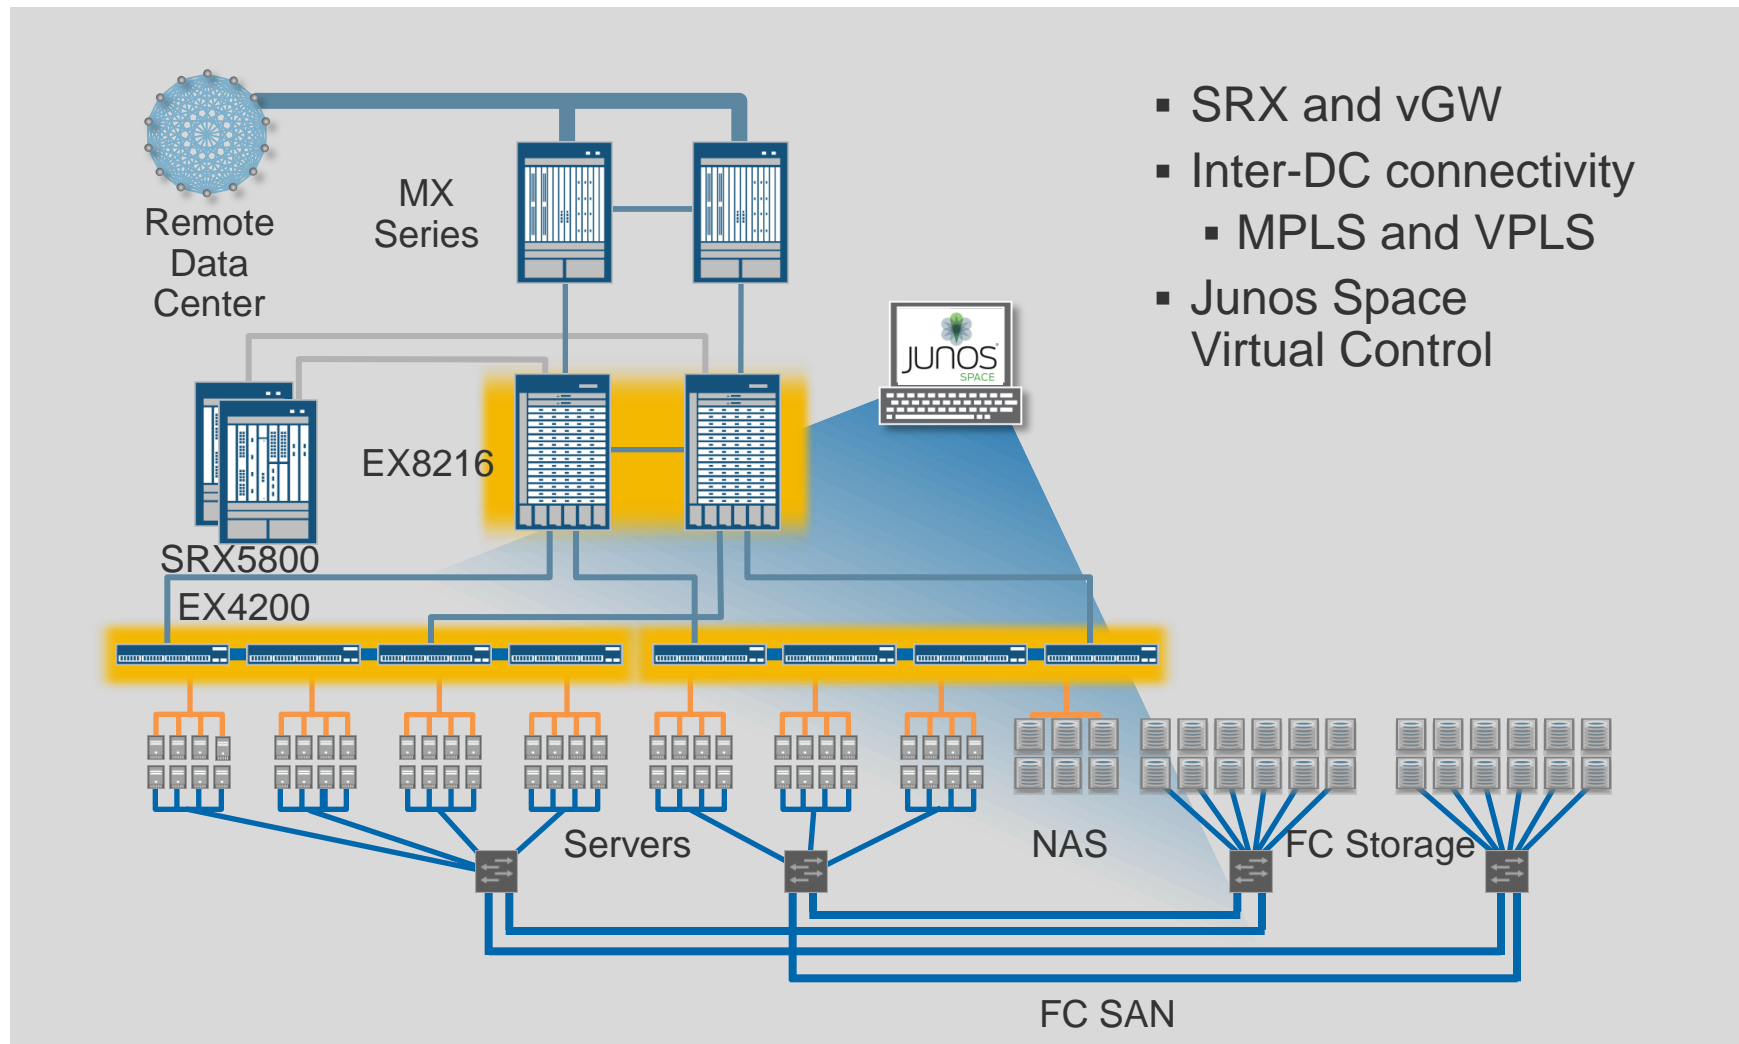 Remote
Data
Center
MX
Series
▪ SRX and vGW
▪ Inter-DC connectivity
▪ MPLS and VPLS
▪ Junos Space
Virtual Control
JUNOS
SPACE
EX8216
SRX5800
EX4200
Servers
NAS
FC Storage
FC SAN